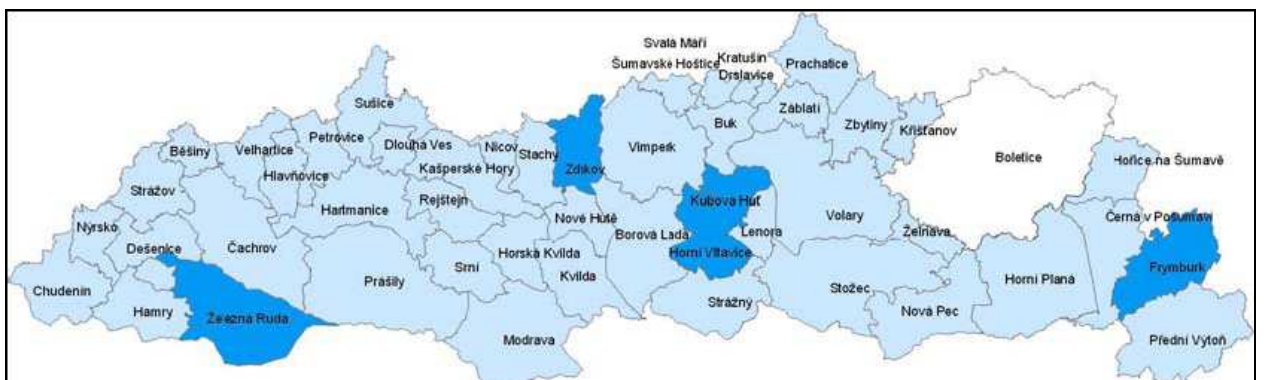 Svatá Máří
Šumavské Hoštice
Kratušín
Drslavice
Prachatice
Sušice
Záblatí
Petrovice
Dlouhá Ves
Nicov
Stachy
Vimperk
Buk
Zbytiny
Křišťanov
Běšiny
Velhartice
Hlavňovice
Kašperské Hory
Zdíkov
Boletice
Hořice na Šumavě
Strážov
Hartmanice
Rejštejn
Kubova Huť
Nýrsko
Nové Hutě
Volary
Černá v Pošumaví
Dešenice
Čachrov
Borová Lada
Lenora
Želnava
Horská Kvilda
Horní Vltavice
Srní
Frymburk
Chudenín
Prášily
Kvilda
Stožec
Horní Planá
Hamry
Železná Ruda
Strážný
Nová Pec
Modrava
Přední Výtoň